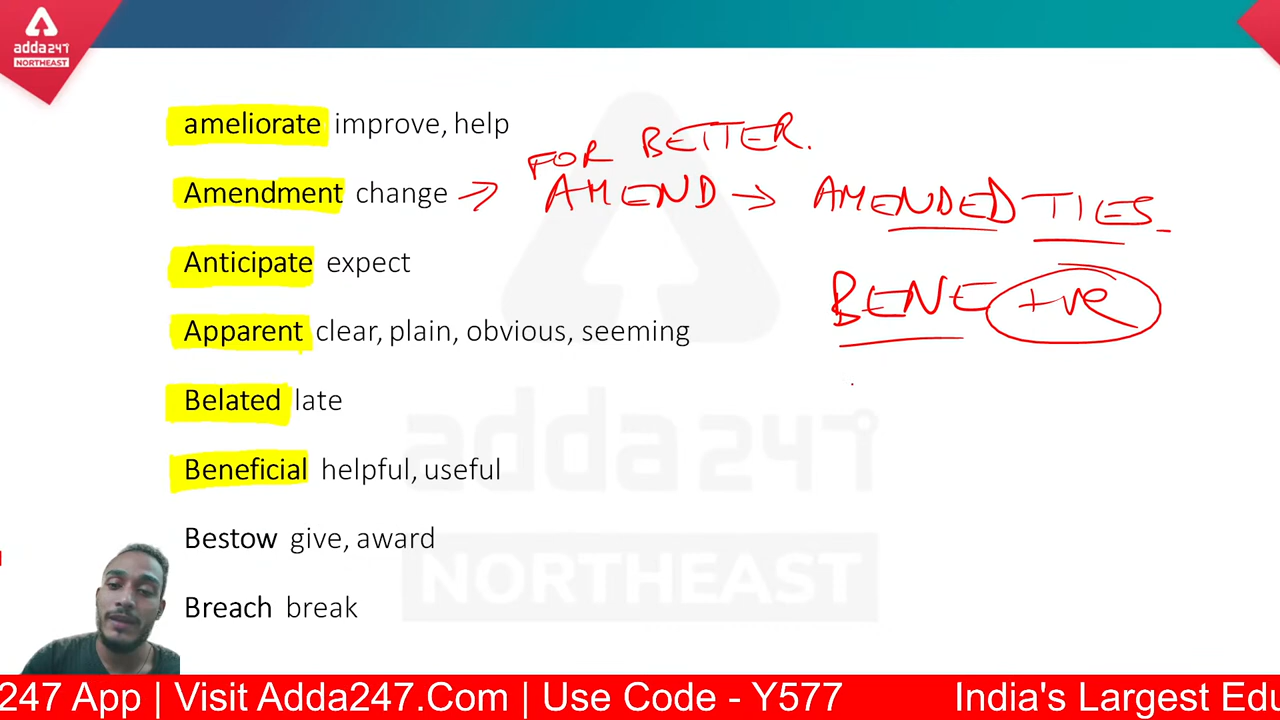 adda247
NORTHEAST
ameliorate improve, help
FOR BETTER.
Amendment change → AMEND → AMENDED TIES
Anticipate expect
BENE +ve
Apparent clear, plain, obvious, seeming
Belated late
adda247
Beneficial helpful, useful
Bestow give, award
NORTHEAST
Breach break
247 App | Visit Adda247.Com | Use Code - Y577 India's Largest Edu